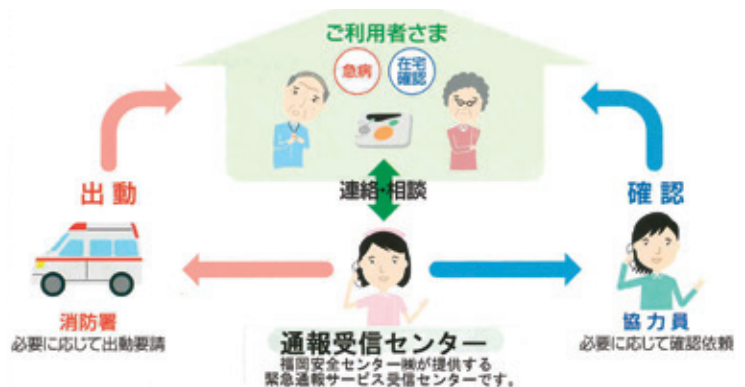 ご利用者さま
急病
在宅
確認
連絡・相談
出動
確認
消防署
必要に応じて出動要請
協力員
必要に応じて確認依頼
通報受信センター
福岡安全センター㈱が提供する
緊急通報サービス受信センターです。